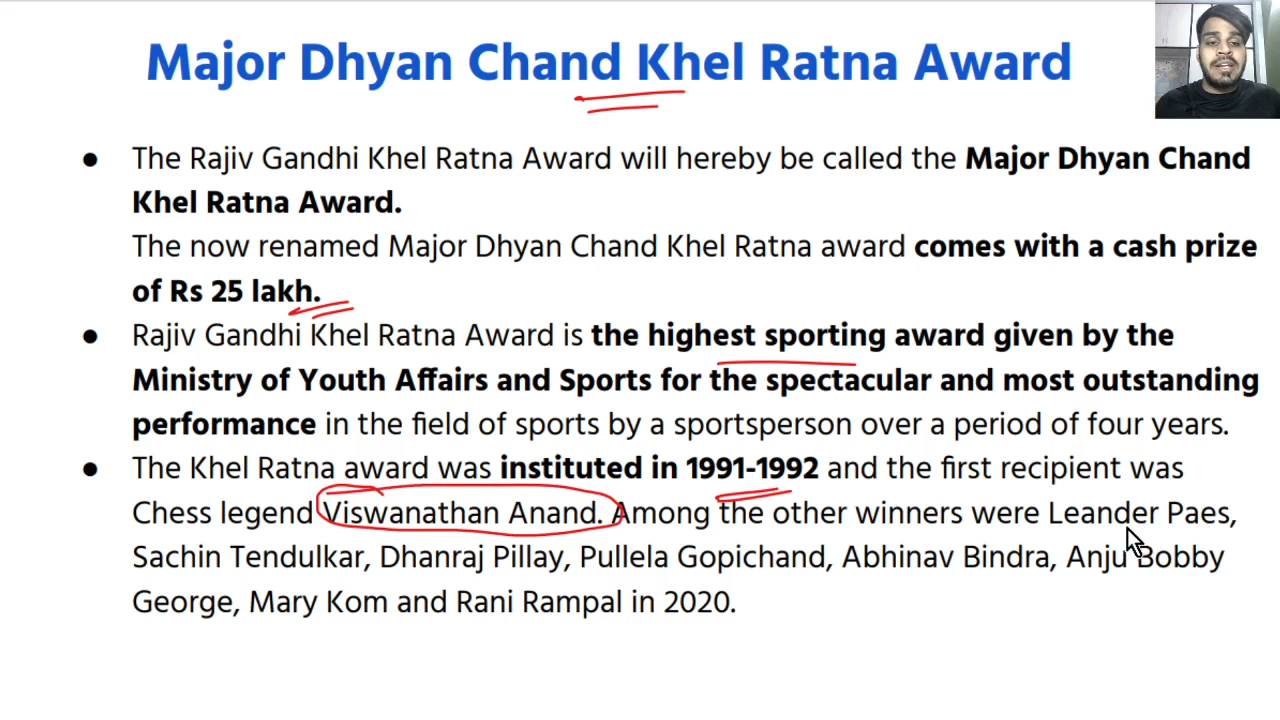 Major Dhyan Chand Khel Ratna Award
● The Rajiv Gandhi Khel Ratna Award will hereby be called the Major Dhyan Chand
Khel Ratna Award.
The now renamed Major Dhyan Chand Khel Ratna award comes with a cash prize
of Rs 25 lakh.
● Rajiv Gandhi Khel Ratna Award is the highest sporting award given by the
Ministry of Youth Affairs and Sports for the spectacular and most outstanding
performance in the field of sports by a sportsperson over a period of four years.
● The Khel Ratna award was instituted in 1991-1992 and the first recipient was
Chess legend Viswanathan Anand. Among the other winners were Leander Paes,
Sachin Tendulkar, Dhanraj Pillay, Pullela Gopichand, Abhinav Bindra, Anju Bobby
George, Mary Kom and Rani Rampal in 2020.